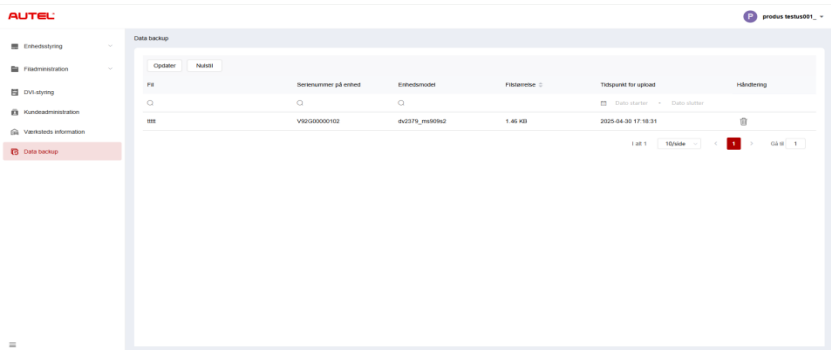 AUTEL
P produs testus001_
Enhedsstyring
Filadministration
DVI-styring
Kundeadministration
Værksteds information
Data backup
Data backup
Opdater Nulstil
Fil Serienummer på enhed Enhedsmodel Filstørrelse Tidspunkt for upload Håndtering
Dato starter - Dato slutter
tttt V92G00000102 dv2379_ms909s2 1.46 KB 2025-04-30 17:18:31
I alt 1 10/side < 1 > Gå til 1